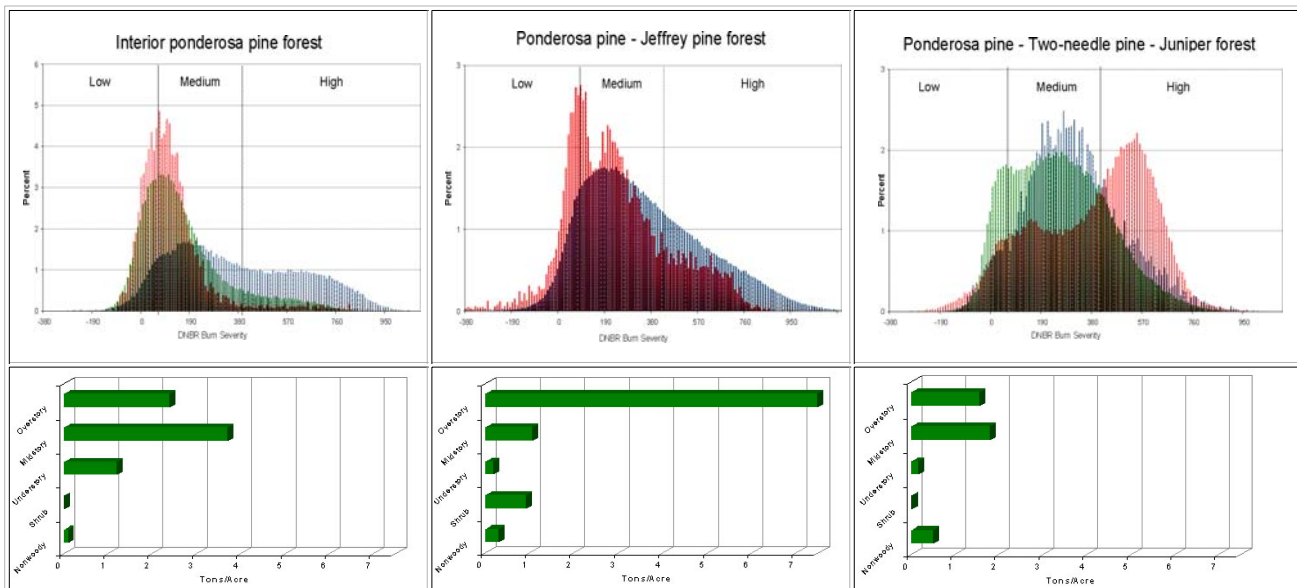 Interior ponderosa pine forest
Low Medium High
6
5
4
3
2
1
0
Percent
-380 -190 0 190 380 570 760 950
DNBR Burn Severity
Ponderosa pine - Jeffrey pine forest
Low Medium High
3
2
1
0
Percent
-380 -190 0 190 360 570 760 950
DNBR Burn Severity
Ponderosa pine - Two-needle pine - Juniper forest
Low Medium High
3
2
1
0
Percent
-380 -190 0 190 380 570 760 950
DNBR Burn Severity
Overstory
Midstory
Understory
Shrub
Nonwoody
0 1 2 3 4 5 6 7
Tons/Acre
Overstory
Midstory
Understory
Shrub
Nonwoody
0 1 2 3 4 5 6 7
Tons/Acre
Overstory
Midstory
Understory
Shrub
Nonwoody
0 1 2 3 4 5 6 7
Tons/Acre